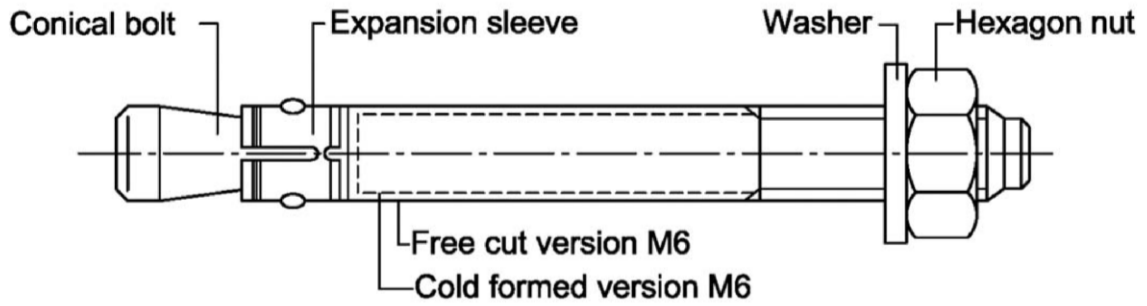 Conical bolt
Expansion sleeve
Washer
Hexagon nut
Free cut version M6
Cold formed version M6